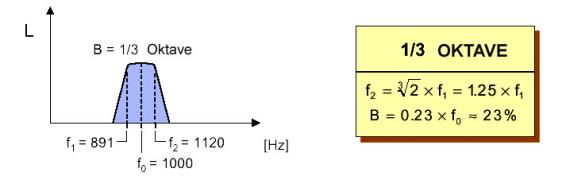 L
B = 1/3 Oktave
f₁ = 891
f₂ = 1120
[Hz]
f₀ = 1000
1/3 OKTAVE
f₂ = ∛2 × f₁ = 1.25 × f₁
B = 0.23 × f₀ ≈ 23%